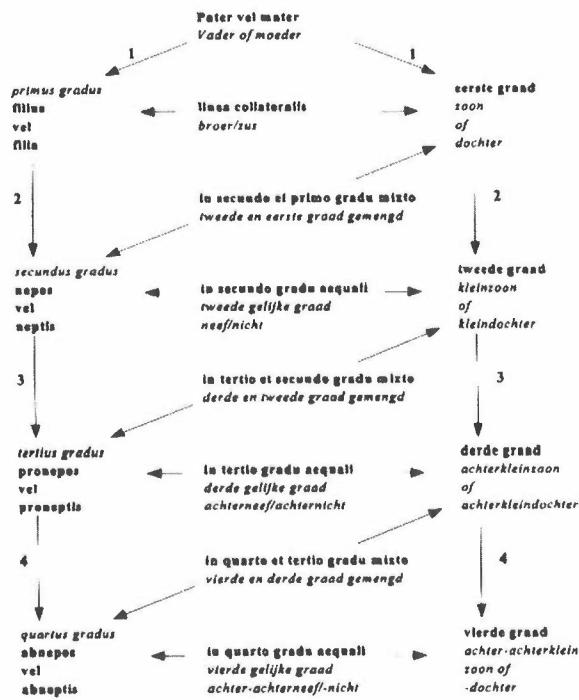 Pater vel mater
Vader of moeder
1
1
primus gradus
filius
vel
filia
linea collateralis
broer/zus
eerste graad
zoon
of
dochter
2
in secundo et primo gradu mixto
tweede en eerste graad gemengd
2
secundus gradus
nepos
vel
neptis
in secundo gradu aequali
tweede gelijke graad
neef/nicht
tweede graad
kleinzoon
of
kleindochter
3
in tertio et secundo gradu mixto
derde en tweede graad gemengd
3
tertius gradus
pronepos
vel
proneptis
in tertio gradu aequali
derde gelijke graad
achterneef/achternicht
derde graad
achterkleinzoon
of
achterkleindochter
4
in quarto et tertio gradu mixto
vierde en derde graad gemengd
4
quartus gradus
abnepos
vel
abneptis
in quarto gradu aequali
vierde gelijke graad
achter-achterneef/-nicht
vierde graad
achter-achterklein
zoon of
-dochter